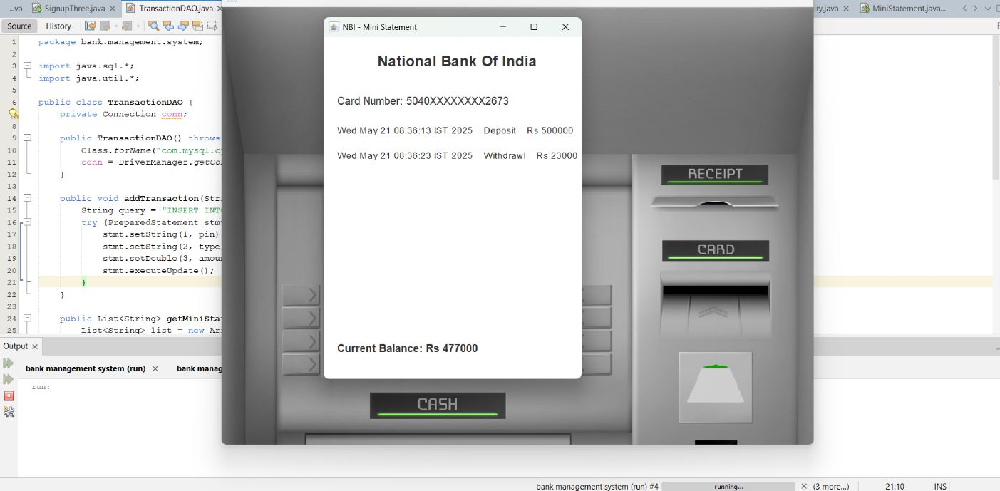 ...va SignupThree.java TransactionDAO.java iry.java MiniStatement.java...
Source History
NBI - Mini Statement
National Bank Of India
Card Number: 5040XXXXXXXX2673
Wed May 21 08:36:13 IST 2025 Deposit Rs 500000
Wed May 21 08:36:23 IST 2025 Withdrawl Rs 23000
Current Balance: Rs 477000
1 package bank.management.system;
2
3 import java.sql.*;
4 import java.util.*;
5
6 public class TransactionDAO {
7 private Connection conn;
8
9 public TransactionDAO() throws
10 Class.forName("com.mysql.c
11 conn = DriverManager.getCo
12 }
13
14 public void addTransaction(Stri
15 String query = "INSERT INT
16 try (PreparedStatement stm
17 stmt.setString(1, pin)
18 stmt.setString(2, type
19 stmt.setDouble(3, amou
20 stmt.executeUpdate();
21 }
22 }
23
24 public List<String> getMiniSta
25 List<String> list = new Arr
RECEIPT
CARD
CASH
Output
bank management system (run) bank manag
run:
bank management system (run) #4 running... (3 more...) 21:10 INS